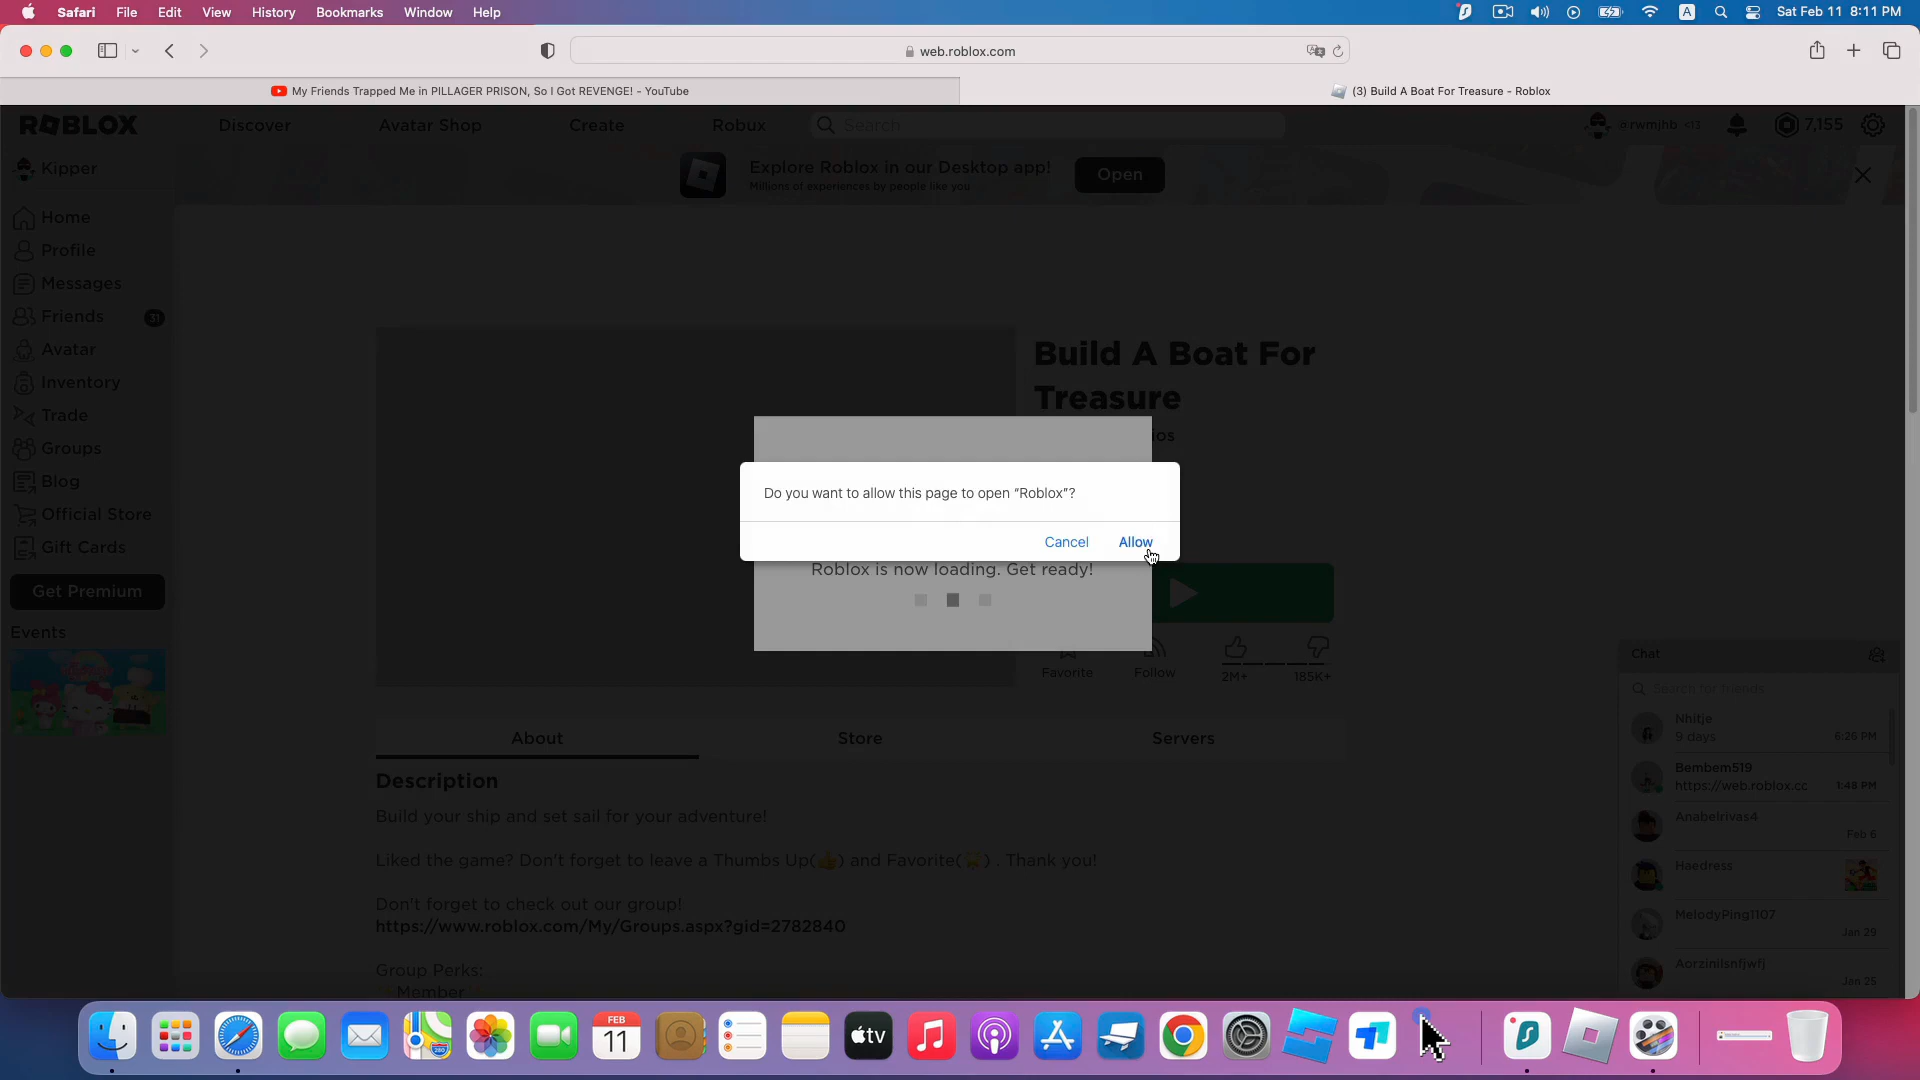 Safari File Edit View History Bookmarks Window Help
A Sat Feb 11 8:11 PM
web.roblox.com
My Friends Trapped Me in PILLAGER PRISON, So I Got REVENGE! - YouTube
(3) Build A Boat For Treasure - Roblox
ROBLOX Discover Avatar Shop Create Robux Search
<13 7,155
Kipper
Explore Roblox in our Desktop app!
Millions of experiences by people like you
Open
Home
Profile
Messages
Friends 31
Avatar
Inventory
Trade
Groups
Blog
Official Store
Gift Cards
Get Premium
Events
Build A Boat For
Treasure
ios
Do you want to allow this page to open “Roblox”?
Cancel Allow
Roblox is now loading. Get ready!
Favorite Follow 2M+ 185K+
About Store Servers
Description
Build your ship and set sail for your adventure!
Liked the game? Don't forget to leave a Thumbs Up(👍) and Favorite(⭐) . Thank you!
Don't forget to check out our group!
https://www.roblox.com/My/Groups.aspx?gid=2782840
Group Perks:
Member
Chat
Search for friends
Nhitje
9 days 6:26 PM
Bembem519
https://web.roblox.cc 1:48 PM
Anabelrivas4
Feb 6
Haedress
MelodyPing1107
Jan 29
Aorzinilsnfjwfj
Jan 25
FEB
11
tv